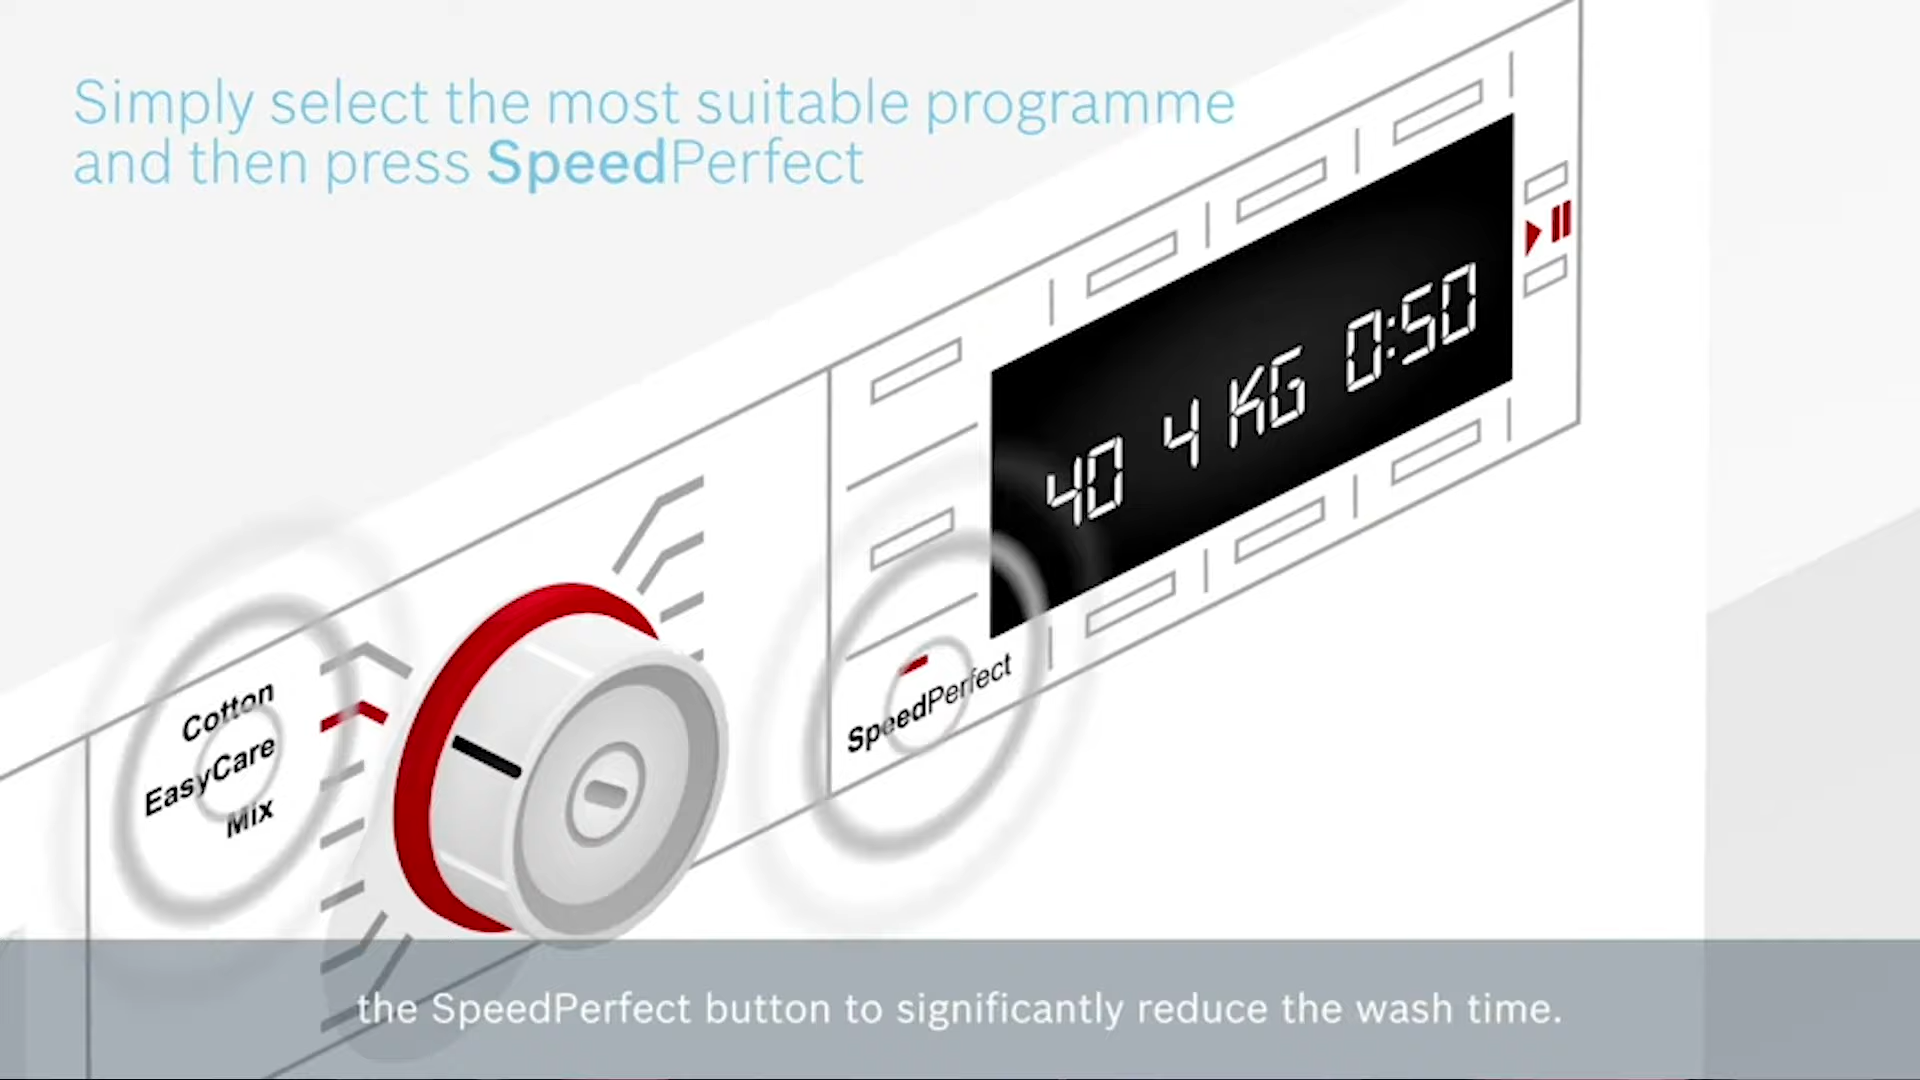 Simply select the most suitable programme
and then press SpeedPerfect
40 4 KG 0:50
Cotton
EasyCare
Mix
SpeedPerfect
the SpeedPerfect button to significantly reduce the wash time.